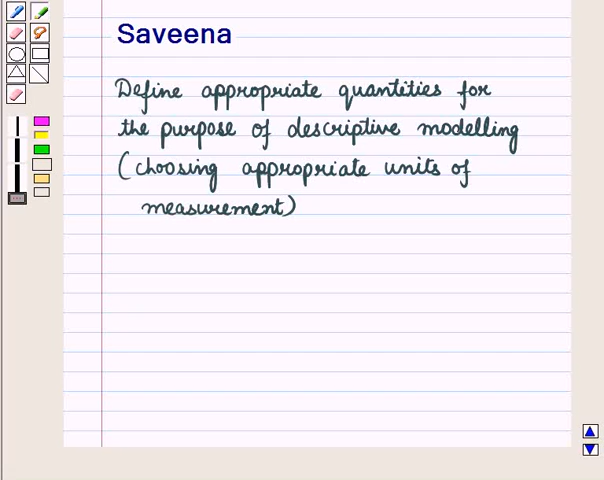 Saveena
Define appropriate quantities for
the purpose of descriptive modelling
(choosing appropriate units of
measurement)